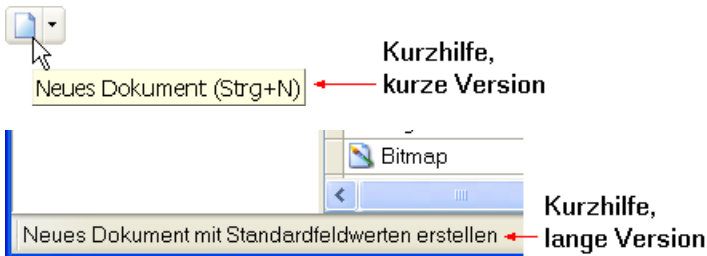 Kurzhilfe,
Neues Dokument (Strg+N)
kurze Version
Bitmap
Kurzhilfe,
Neues Dokument mit Standardfeldwerten erstellen
lange Version